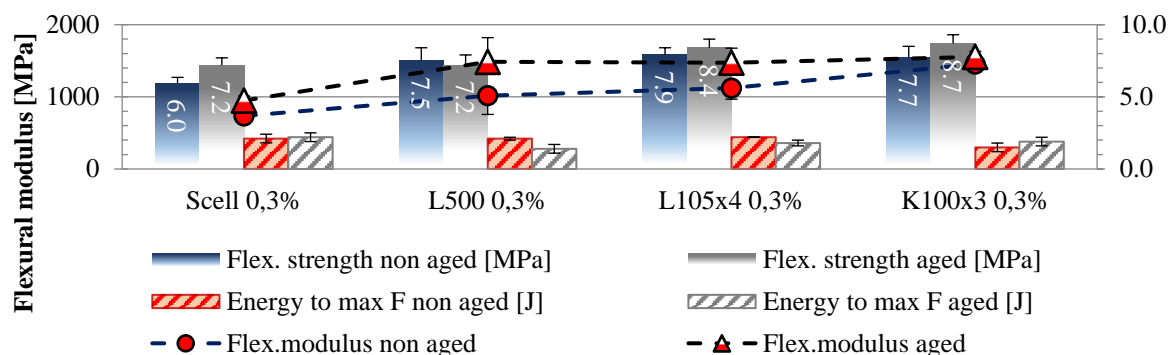 Flexural modulus [MPa]
2000
1000
0
10.0
5.0
0.0
6.0
7.2
7.5
7.2
7.9
8.4
7.7
8.7
Scell 0,3%
L500 0,3%
L105x4 0,3%
K100x3 0,3%
Flex. strength non aged [MPa]
Flex. strength aged [MPa]
Energy to max F non aged [J]
Energy to max F aged [J]
Flex.modulus non aged
Flex.modulus aged